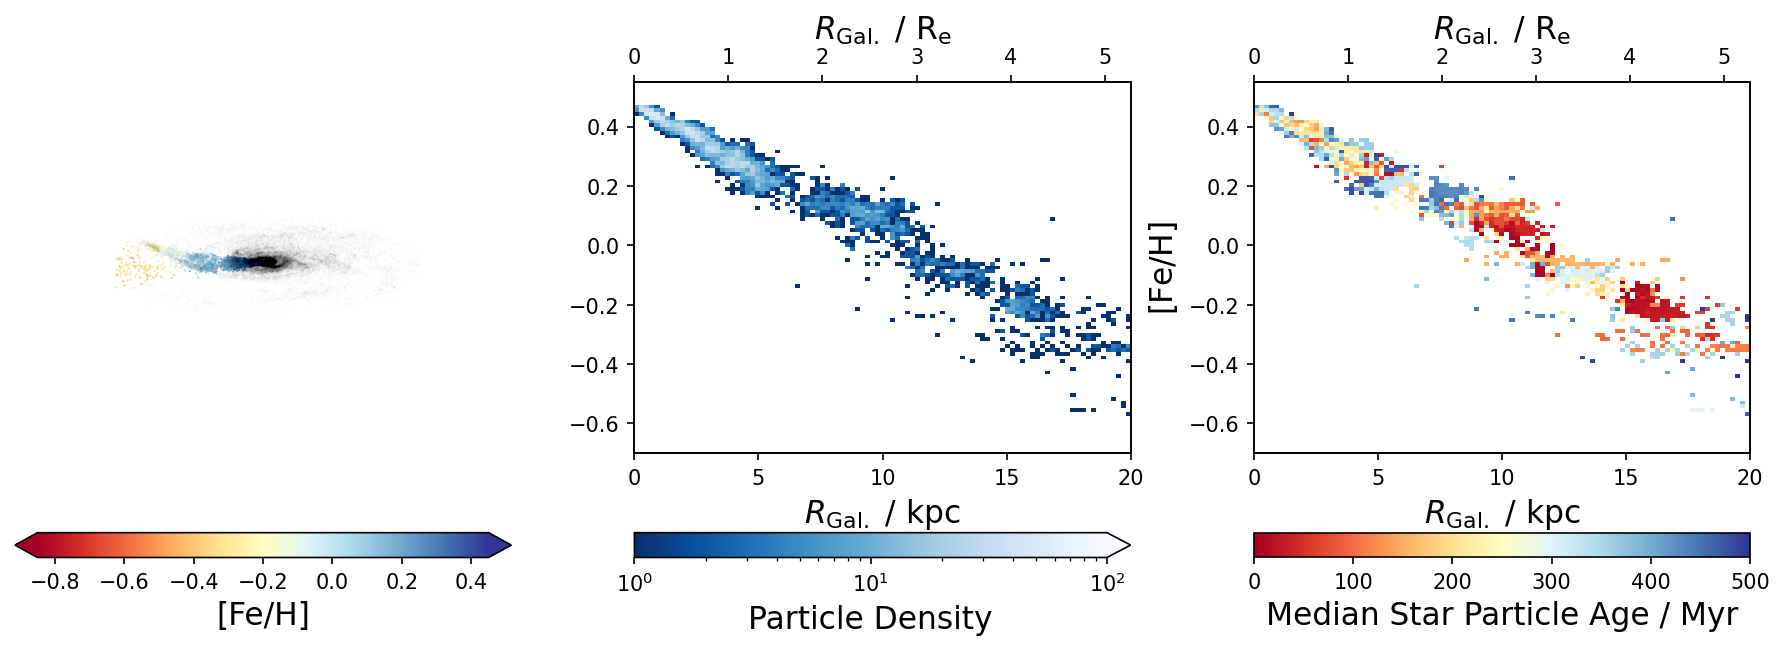 −0.8 −0.6 −0.4 −0.2 0.0 0.2 0.4
[Fe/H]
R_Gal. / R_e
0 1 2 3 4 5
0.4
0.2
0.0
−0.2
−0.4
−0.6
0 5 10 15 20
R_Gal. / kpc
10^0 10^1 10^2
Particle Density
R_Gal. / R_e
0 1 2 3 4 5
[Fe/H]
0.4
0.2
0.0
−0.2
−0.4
−0.6
0 5 10 15 20
R_Gal. / kpc
0 100 200 300 400 500
Median Star Particle Age / Myr